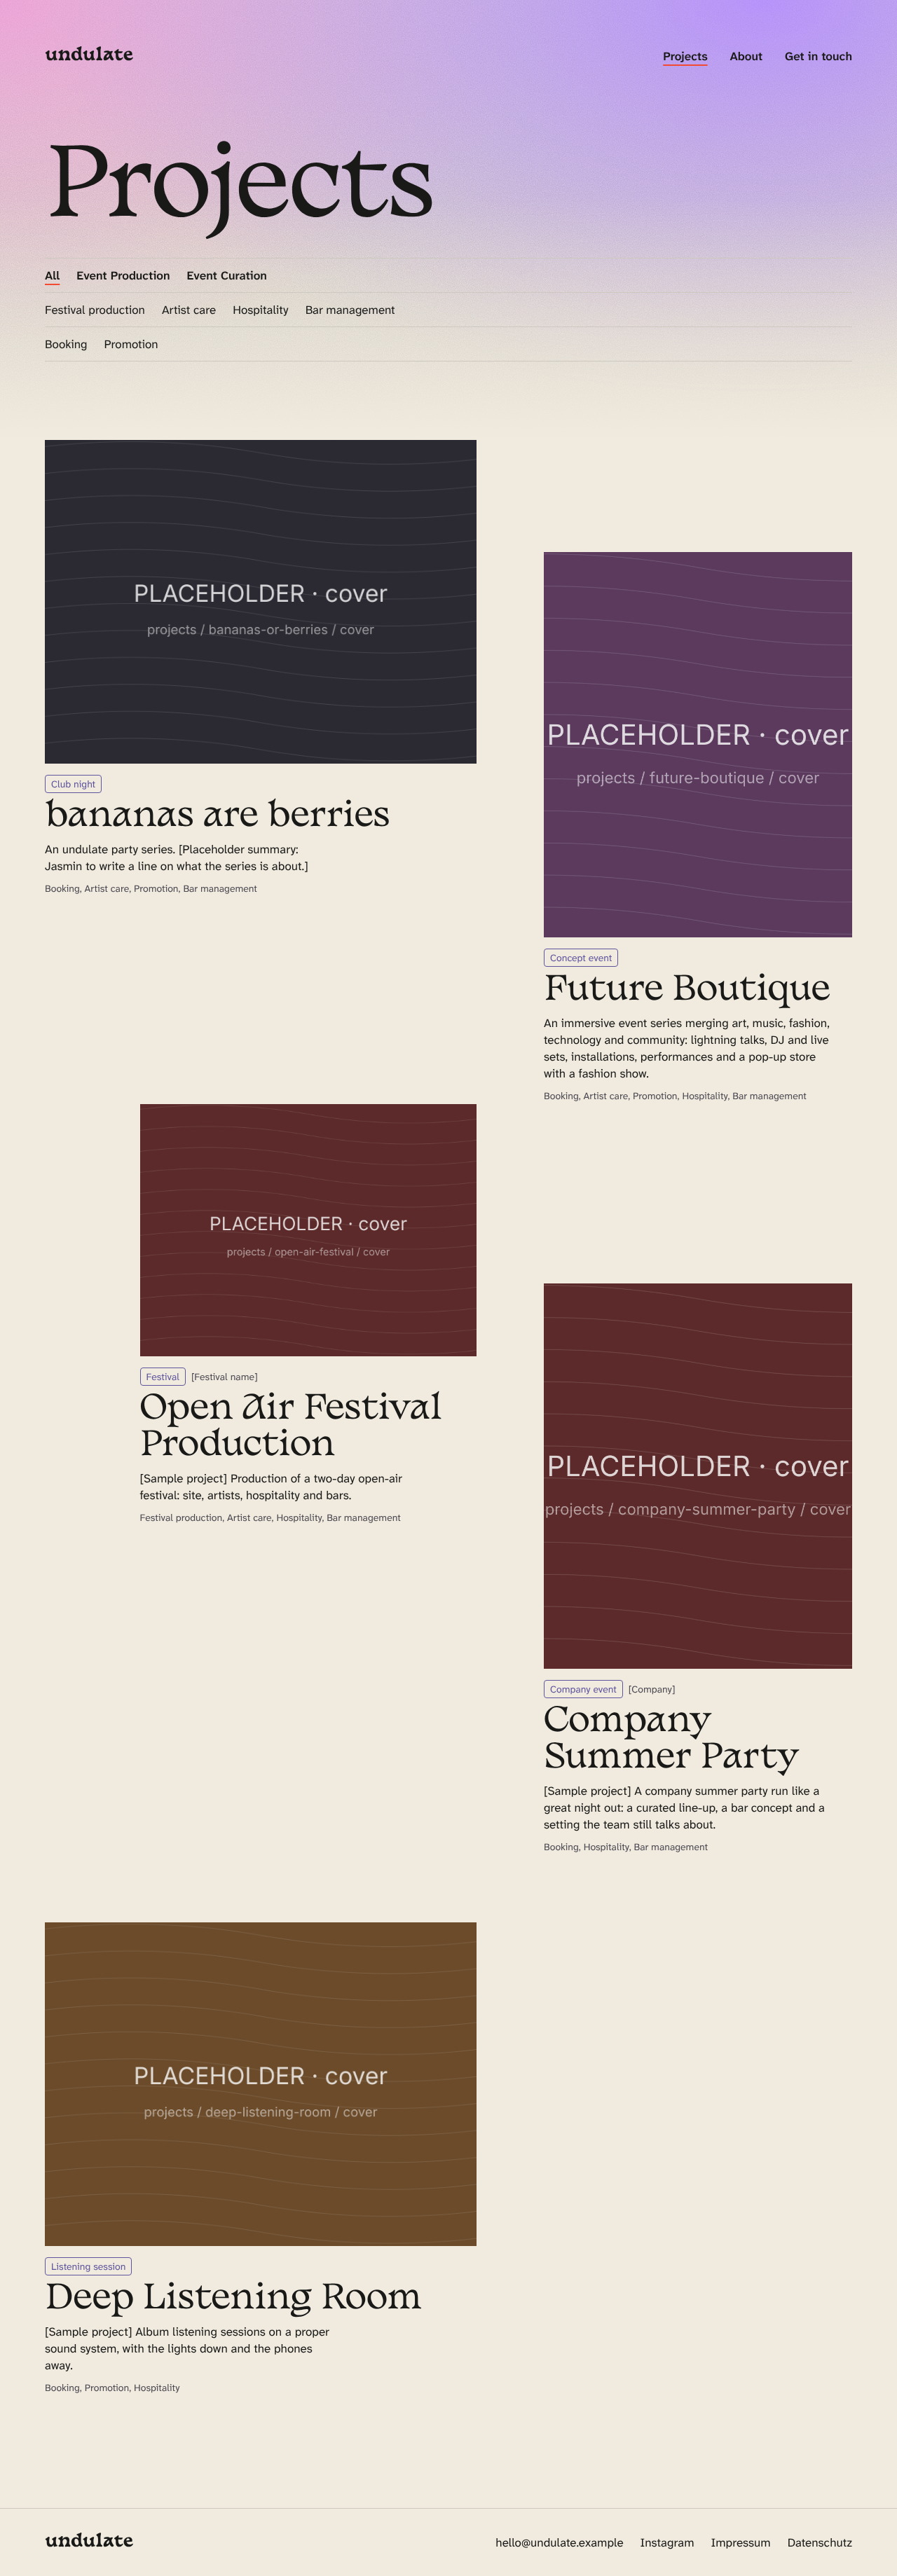 undulate
Projects About Get in touch
Projects
All Event Production Event Curation
Festival production Artist care Hospitality Bar management
Booking Promotion
PLACEHOLDER · cover
projects / bananas-or-berries / cover
Club night
bananas are berries
An undulate party series. [Placeholder summary:
Jasmin to write a line on what the series is about.]
Booking, Artist care, Promotion, Bar management
PLACEHOLDER · cover
projects / future-boutique / cover
Concept event
Future Boutique
An immersive event series merging art, music, fashion,
technology and community: lightning talks, DJ and live
sets, installations, performances and a pop-up store
with a fashion show.
Booking, Artist care, Promotion, Hospitality, Bar management
PLACEHOLDER · cover
projects / open-air-festival / cover
Festival [Festival name]
Open Air Festival
Production
[Sample project] Production of a two-day open-air
festival: site, artists, hospitality and bars.
Festival production, Artist care, Hospitality, Bar management
PLACEHOLDER · cover
projects / company-summer-party / cover
Company event [Company]
Company
Summer Party
[Sample project] A company summer party run like a
great night out: a curated line-up, a bar concept and a
setting the team still talks about.
Booking, Hospitality, Bar management
PLACEHOLDER · cover
projects / deep-listening-room / cover
Listening session
Deep Listening Room
[Sample project] Album listening sessions on a proper
sound system, with the lights down and the phones
away.
Booking, Promotion, Hospitality
undulate
hello@undulate.example Instagram Impressum Datenschutz